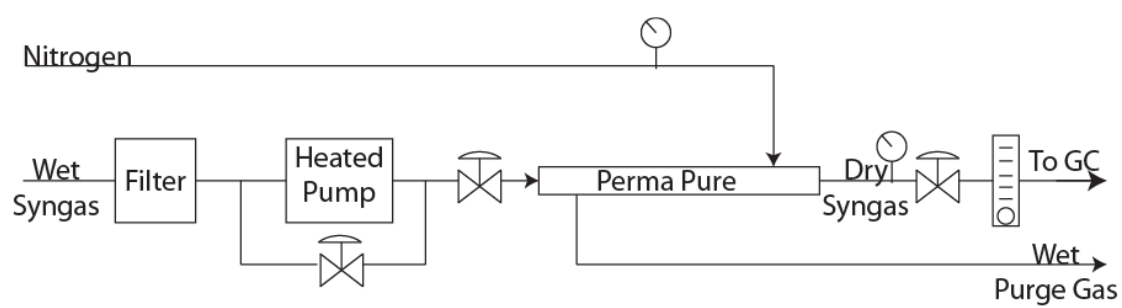 Nitrogen
Wet
Syngas
Filter
Heated
Pump
Perma Pure
Dry
Syngas
To GC
Wet
Purge Gas